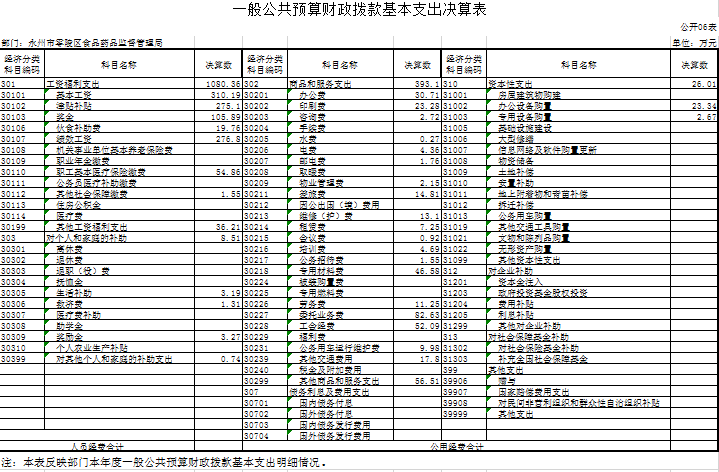 一般公共预算财政拨款基本支出决算表
公开06表
部门：永州市零陵区食品药品监督管理局 单位：万元
经济分类科目编码 科目名称 决算数 经济分类科目编码 科目名称 决算数 经济分类科目编码 科目名称 决算数
301 工资福利支出 1080.36 302 商品和服务支出 393.1 310 资本性支出 26.01
30101 基本工资 310.19 30201 办公费 30.71 31001 房屋建筑物购建
30102 津贴补贴 275.1 30202 印刷费 23.28 31002 办公设备购置 23.34
30103 奖金 105.89 30203 咨询费 2.72 31003 专用设备购置 2.67
30106 伙食补助费 19.76 30204 手续费 31005 基础设施建设
30107 绩效工资 276.8 30205 水费 0.27 31006 大型修缮
30108 机关事业单位基本养老保险费 30206 电费 4.36 31007 信息网络及软件购置更新
30109 职业年金缴费 30207 邮电费 1.76 31008 物资储备
30110 职工基本医疗保险缴费 54.86 30208 取暖费 31009 土地补偿
30111 公务员医疗补助缴费 30209 物业管理费 2.15 31010 安置补助
30112 其他社会保障缴费 1.55 30211 差旅费 14.81 31011 地上附着物和青苗补偿
30113 住房公积金 30212 因公出国（境）费用 31012 拆迁补偿
30114 医疗费 30213 维修（护）费 13.1 31013 公务用车购置
30199 其他工资福利支出 36.21 30214 租赁费 7.25 31019 其他交通工具购置
303 对个人和家庭的补助 8.51 30215 会议费 0.92 31021 文物和陈列品购置
30301 离休费 30216 培训费 4.69 31022 无形资产购置
30302 退休费 30217 公务招待费 1.55 31099 其他资本性支出
30303 退职（役）费 30218 专用材料费 46.58 312 对企业补助
30304 抚恤金 30224 被装购置费 31201 资本金注入
30305 生活补助 3.19 30225 专用燃料费 31203 政府投资基金股权投资
30306 救济费 1.31 30226 劳务费 11.25 31204 费用补贴
30307 医疗费补助 30227 委托业务费 82.63 31205 利息补贴
30308 助学金 30228 工会经费 52.09 31299 其他对企业补助
30309 奖励金 3.27 30229 福利费 313 对社会保障基金补助
30310 个人农业生产补贴 30231 公务用车运行维护费 9.98 31302 对社会保险基金补助
30399 对其他个人和家庭的补助支出 0.74 30239 其他交通费用 17.8 31303 补充全国社会保障基金
30240 税金及附加费用 399 其他支出
30299 其他商品和服务支出 56.51 39906 赠与
307 债务利息及费用支出 39907 国家赔偿费用支出
30701 国内债务付息 39908 对民间非营利组织和群众性自治组织补贴
30702 国外债务付息 39999 其他支出
30703 国内债务发行费用
30704 国外债务发行费用
人员经费合计 公用经费合计
注：本表反映部门本年度一般公共预算财政拨款基本支出明细情况。